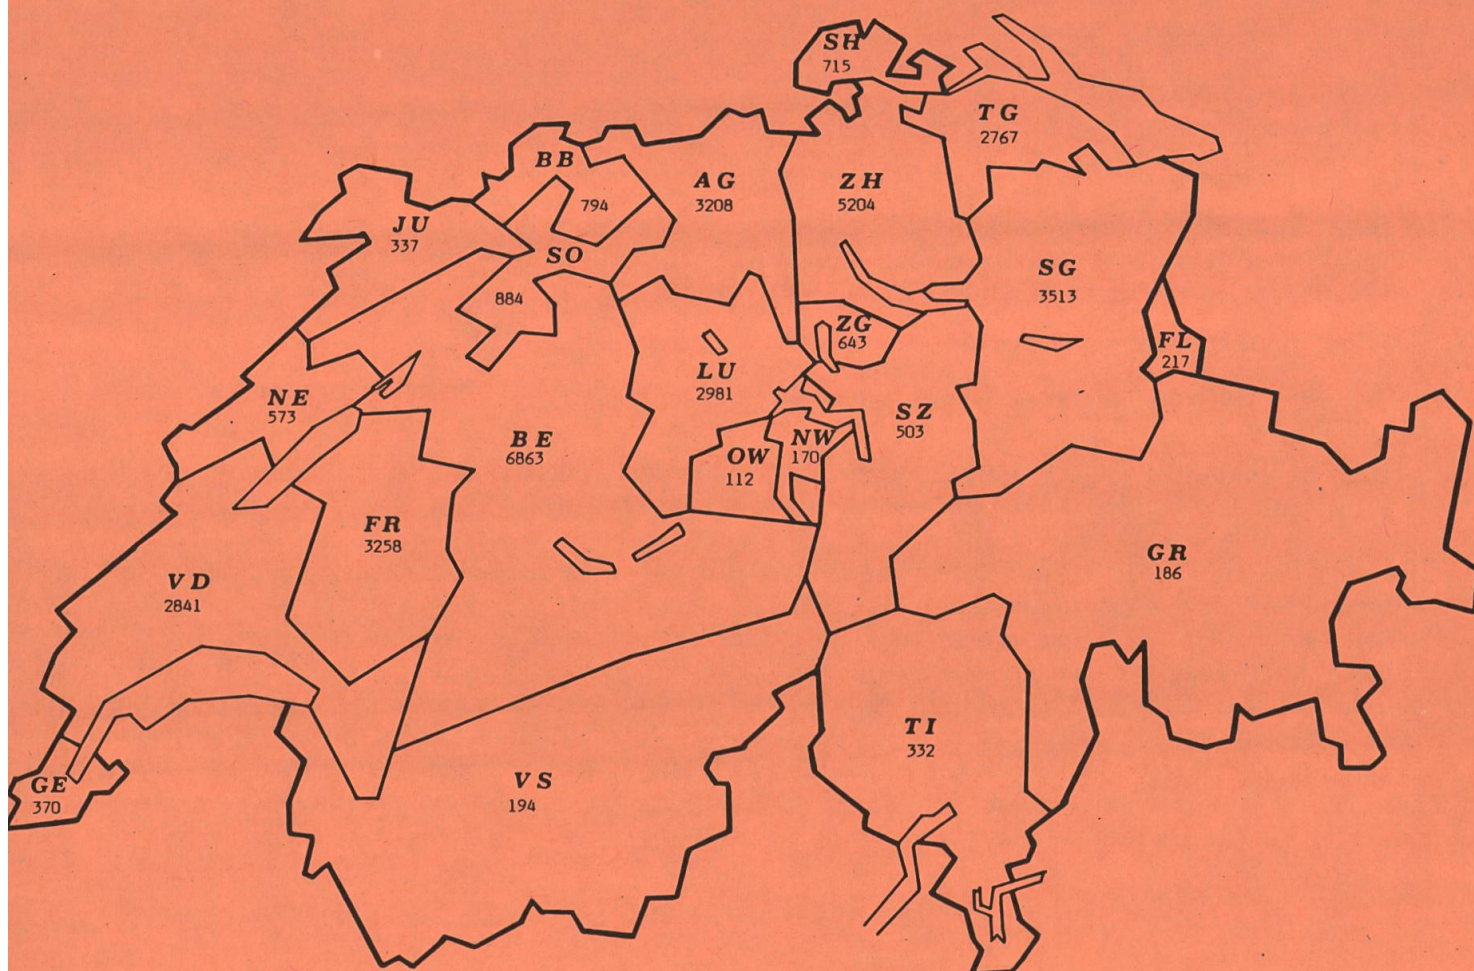 SH
715
TG
2767
BB
794
AG
3208
ZH
5204
JU
337
SO
884
SG
3513
ZG
643
FL
217
LU
2981
NE
573
BE
6863
SZ
503
NW
170
OW
112
FR
3258
GR
186
VD
2841
TI
332
VS
194
GE
370